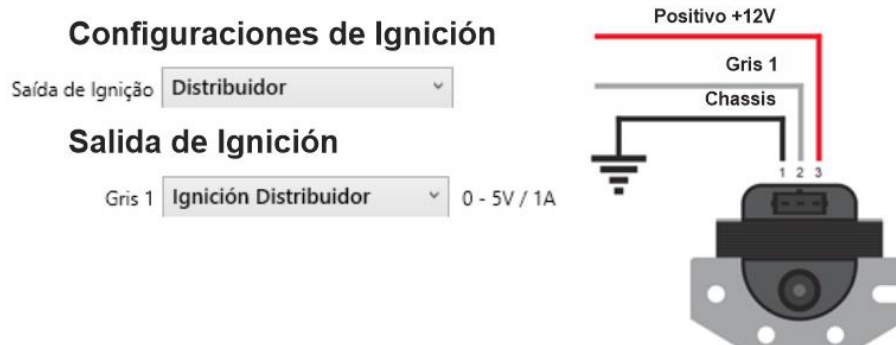 Configuraciones de Ignición
Saída de Ignição Distribuidor
Salida de Ignición
Gris 1 Ignición Distribuidor 0 - 5V / 1A
Positivo +12V
Gris 1
Chassis
1 2 3